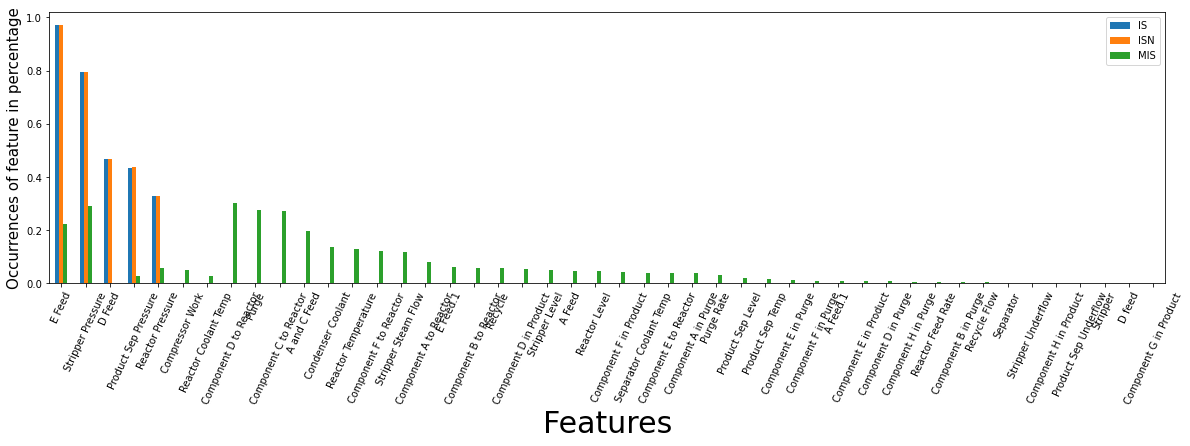 Occurrences of feature in percentage
1.0
0.8
0.6
0.4
0.2
0.0
IS
ISN
MIS
E Feed
Stripper Pressure
D Feed
Product Sep Pressure
Reactor Pressure
Compressor Work
Reactor Coolant Temp
Component D to Reactor
Purge
Component C to Reactor
A and C Feed
Condenser Coolant
Reactor Temperature
Component F to Reactor
Stripper Steam Flow
Component A to Reactor
E Feed.1
Component B to Reactor
Recycle
Component D in Product
Stripper Level
A Feed
Reactor Level
Component F in Product
Separator Coolant Temp
Component E to Reactor
Component A in Purge
Purge Rate
Product Sep Level
Product Sep Temp
Component E in Purge
Component F in Purge
A Feed.1
Component E in Product
Component D in Purge
Component H in Purge
Reactor Feed Rate
Component B in Purge
Recycle Flow
Separator
Stripper Underflow
Component H in Product
Product Sep Underflow
Stripper
D feed
Component G in Product
Features